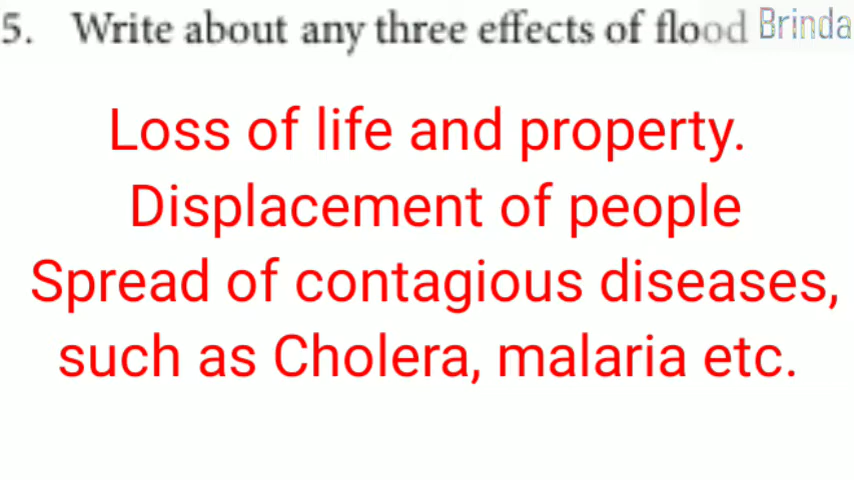 5. Write about any three effects of flood Brinda
Loss of life and property.
Displacement of people
Spread of contagious diseases,
such as Cholera, malaria etc.